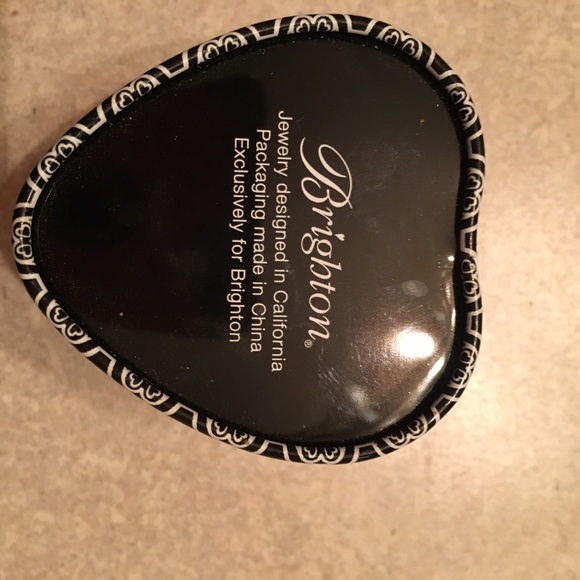 Brighton®
Jewelry designed in California
Packaging made in China
Exclusively for Brighton